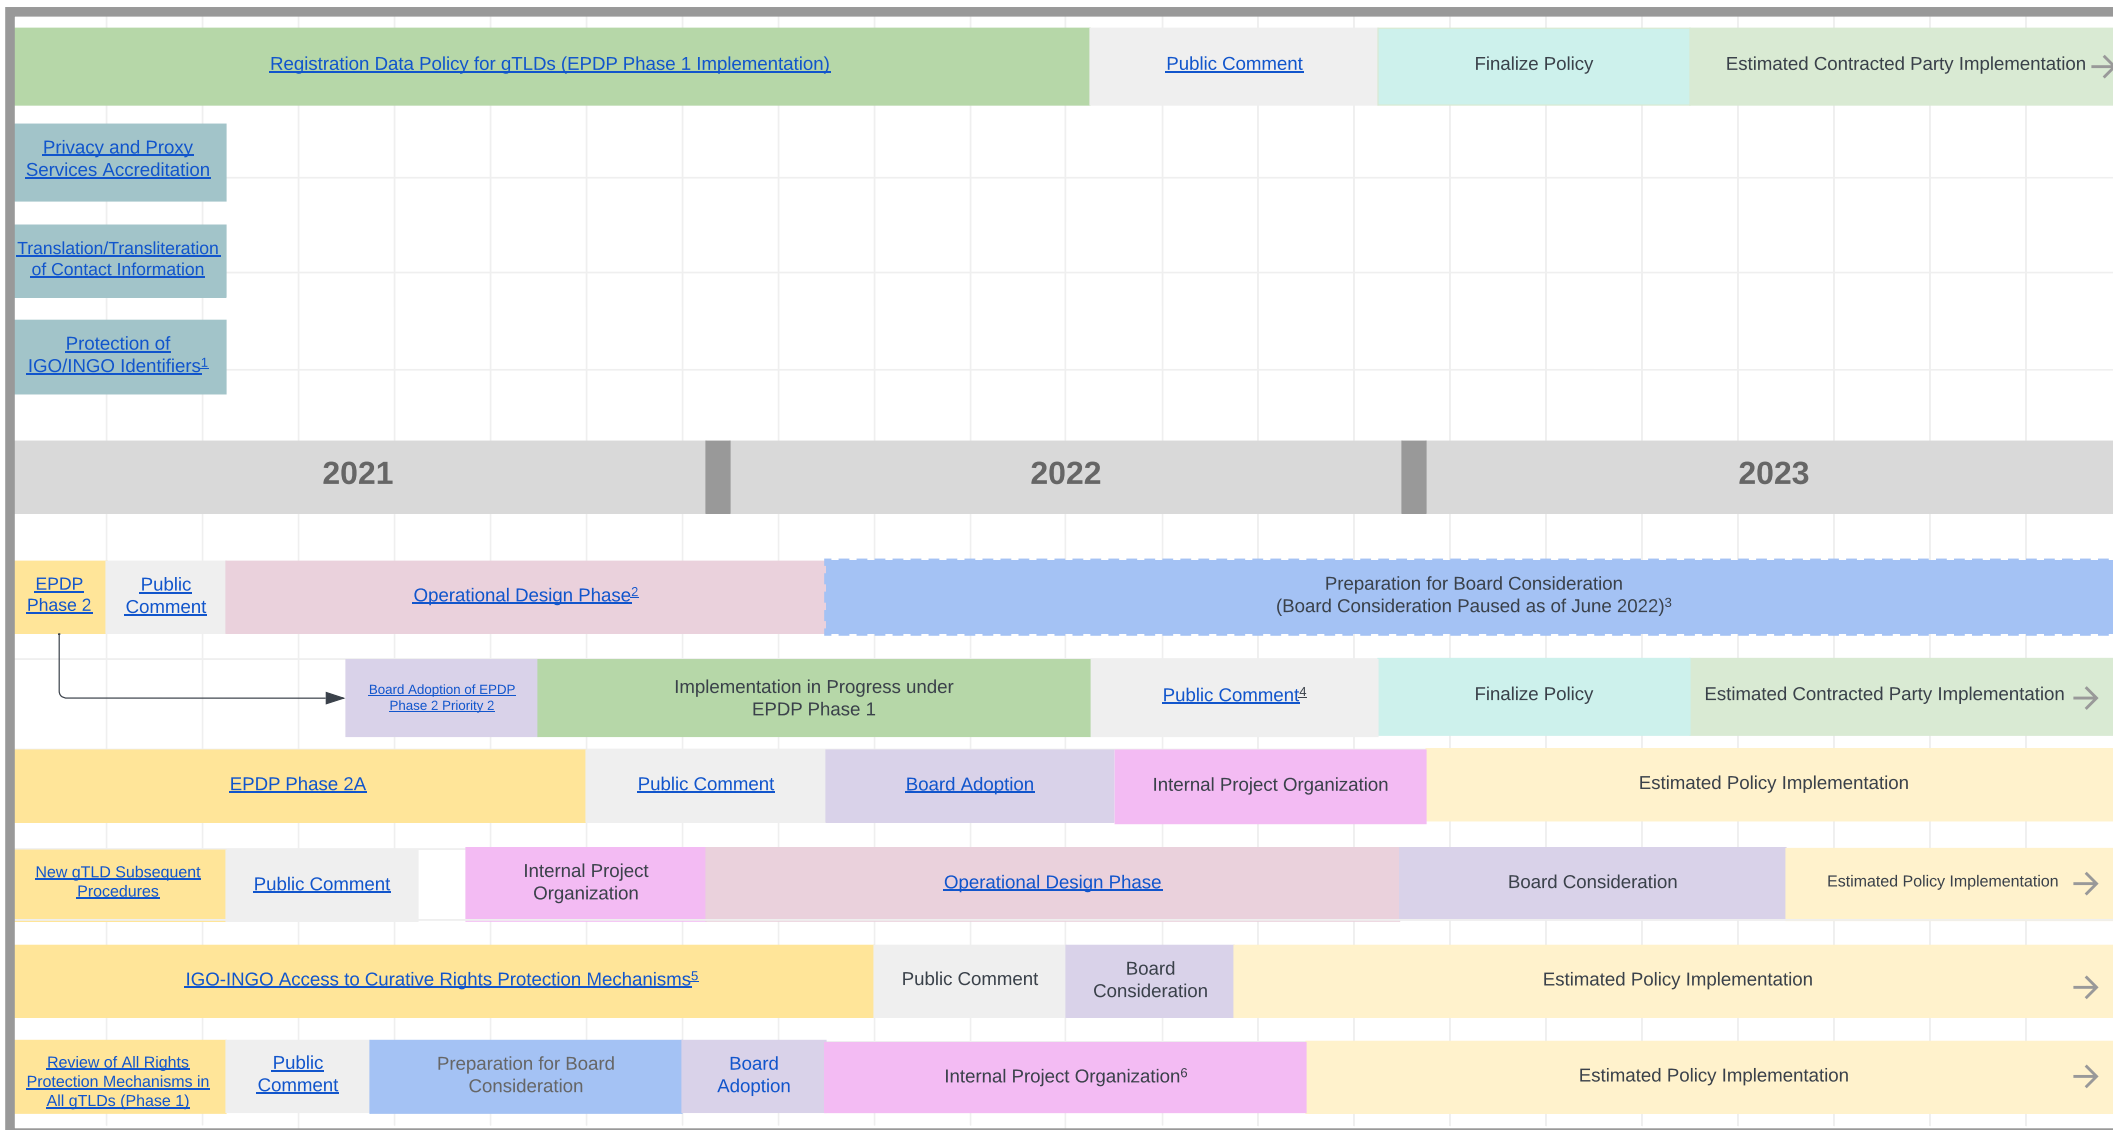 Registration Data Policy for gTLDs (EPDP Phase 1 Implementation)
Public Comment
Finalize Policy
Estimated Contracted Party Implementation
Privacy and Proxy
Services Accreditation
Translation/Transliteration
of Contact Information
Protection of
IGO/INGO Identifiers1
2021
2022
2023
EPDP
Phase 2
Public
Comment
Operational Design Phase2
Preparation for Board Consideration
(Board Consideration Paused as of June 2022)3
Board Adoption of EPDP
Phase 2 Priority 2
Implementation in Progress under
EPDP Phase 1
Public Comment4
Finalize Policy
Estimated Contracted Party Implementation
EPDP Phase 2A
Public Comment
Board Adoption
Internal Project Organization
Estimated Policy Implementation
New gTLD Subsequent
Procedures
Public Comment
Internal Project
Organization
Operational Design Phase
Board Consideration
Estimated Policy Implementation
IGO-INGO Access to Curative Rights Protection Mechanisms5
Public Comment
Board
Consideration
Estimated Policy Implementation
Review of All Rights
Protection Mechanisms in
All gTLDs (Phase 1)
Public
Comment
Preparation for Board
Consideration
Board
Adoption
Internal Project Organization6
Estimated Policy Implementation